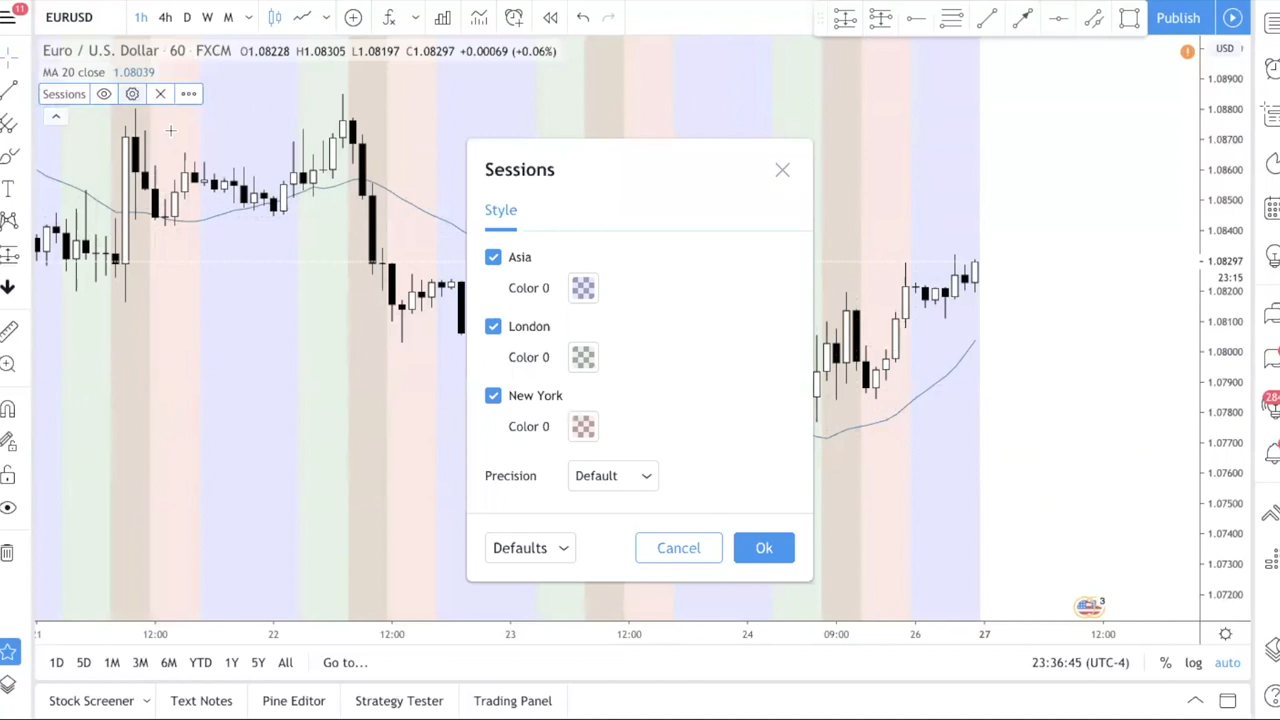 11
EURUSD
1h 4h D W M
Publish
Euro / U.S. Dollar · 60 · FXCM O1.08228 H1.08305 L1.08197 C1.08297 +0.00069 (+0.06%)
USD
MA 20 close 1.08039
Sessions
1.08900
1.08800
1.08700
1.08600
1.08500
1.08400
1.08297
23:15
1.08200
1.08100
1.08000
1.07900
1.07800
1.07700
1.07600
1.07500
1.07400
1.07300
1.07200
284
Sessions
Style
Asia
Color 0
London
Color 0
New York
Color 0
Precision Default
Defaults Cancel Ok
3
12:00 22 12:00 23 12:00 24 09:00 26 27 12:00
1D 5D 1M 3M 6M YTD 1Y 5Y All Go to... 23:36:45 (UTC-4) % log auto
Stock Screener Text Notes Pine Editor Strategy Tester Trading Panel